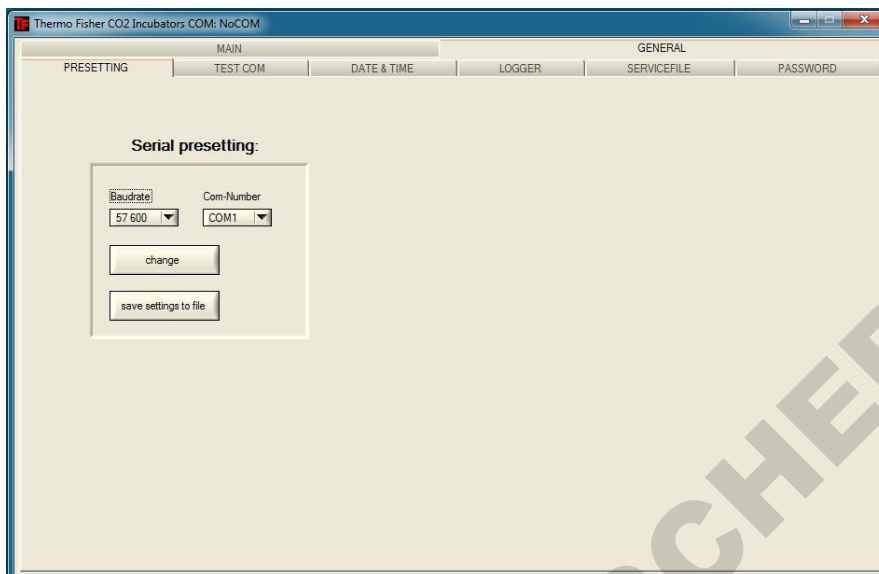 TF Thermo Fisher CO2 Incubators COM: NoCOM
MAIN GENERAL
PRESETTING TEST COM DATE & TIME LOGGER SERVICEFILE PASSWORD
Serial presetting:
Baudrate Com-Number
57 600 COM1
change
save settings to file